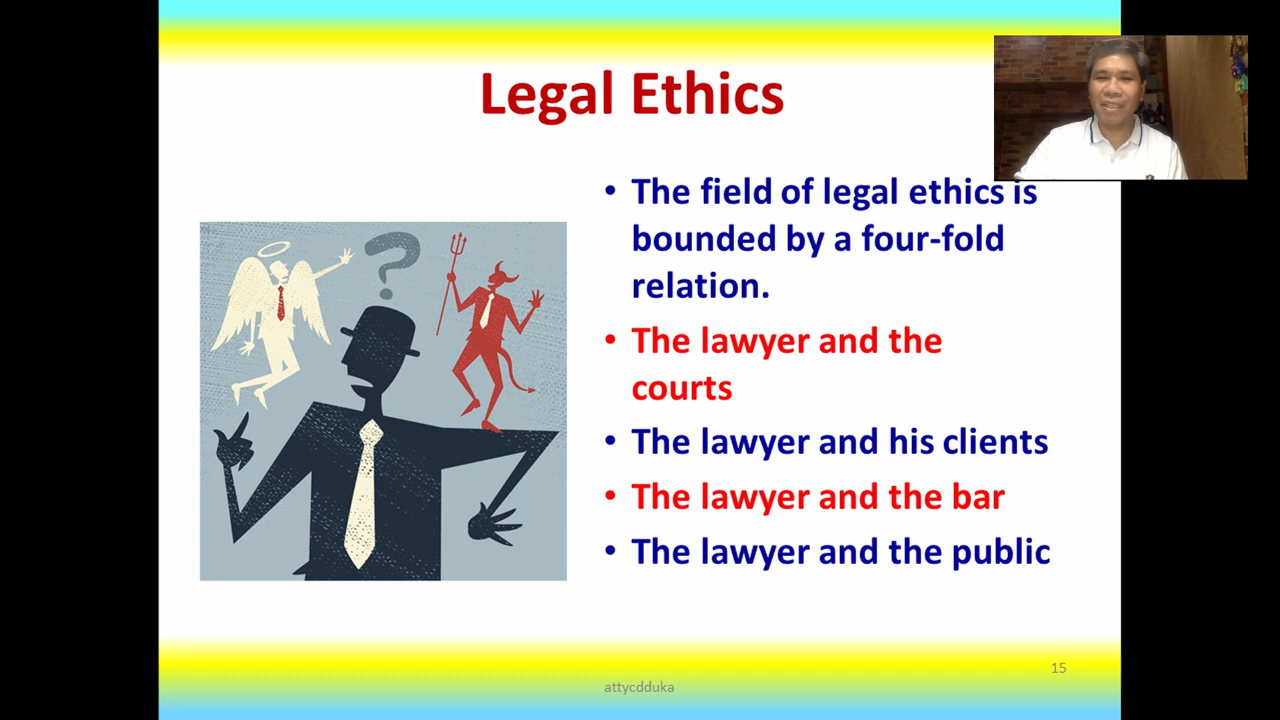 Legal Ethics
• The field of legal ethics is
bounded by a four-fold
relation.
• The lawyer and the
courts
• The lawyer and his clients
• The lawyer and the bar
• The lawyer and the public
?
15
attycdduka